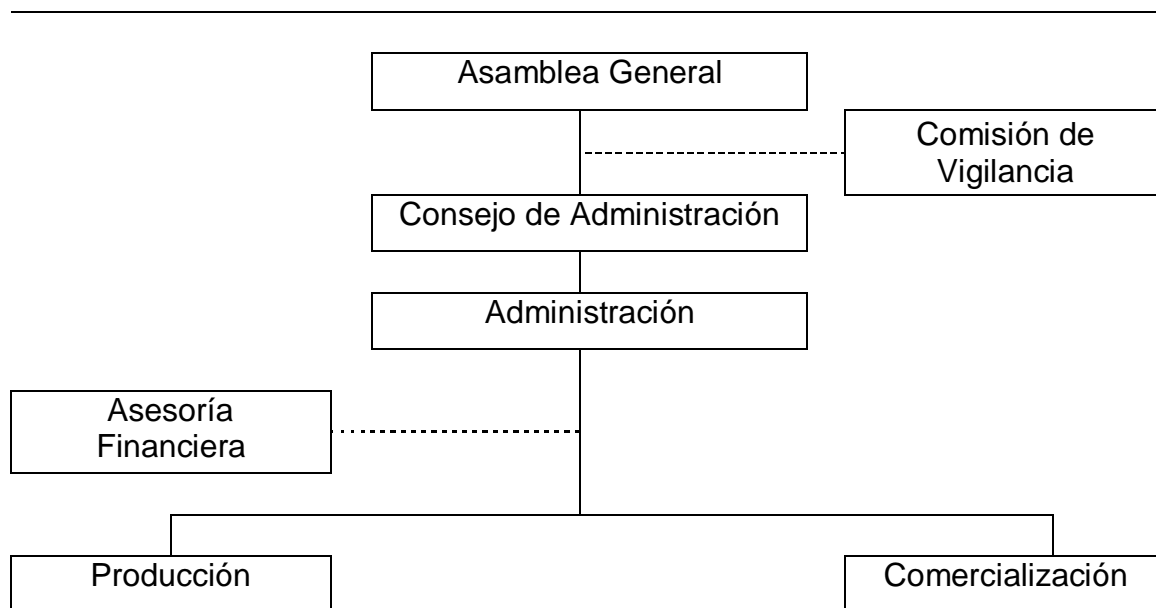 Asamblea General
Comisión de
Vigilancia
Consejo de Administración
Administración
Asesoría
Financiera
Producción
Comercialización